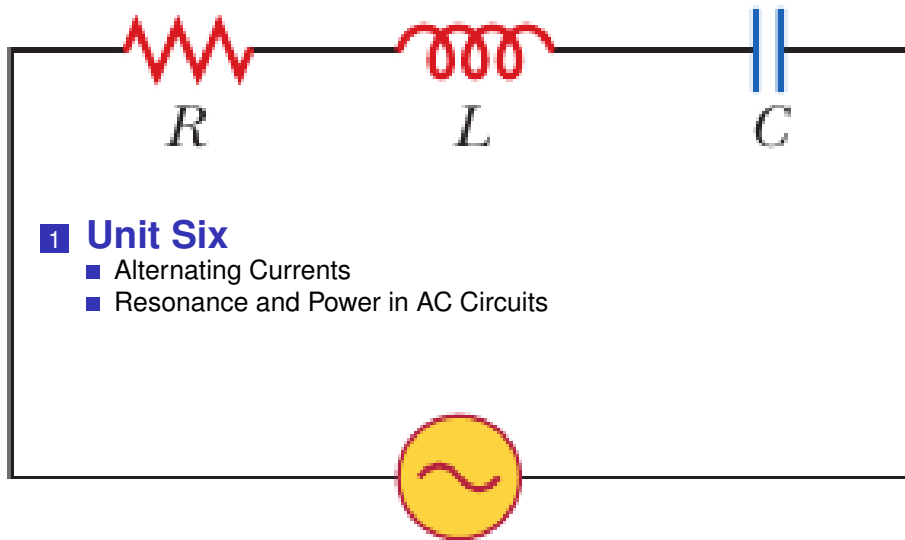 R L C
1 Unit Six
Alternating Currents
Resonance and Power in AC Circuits